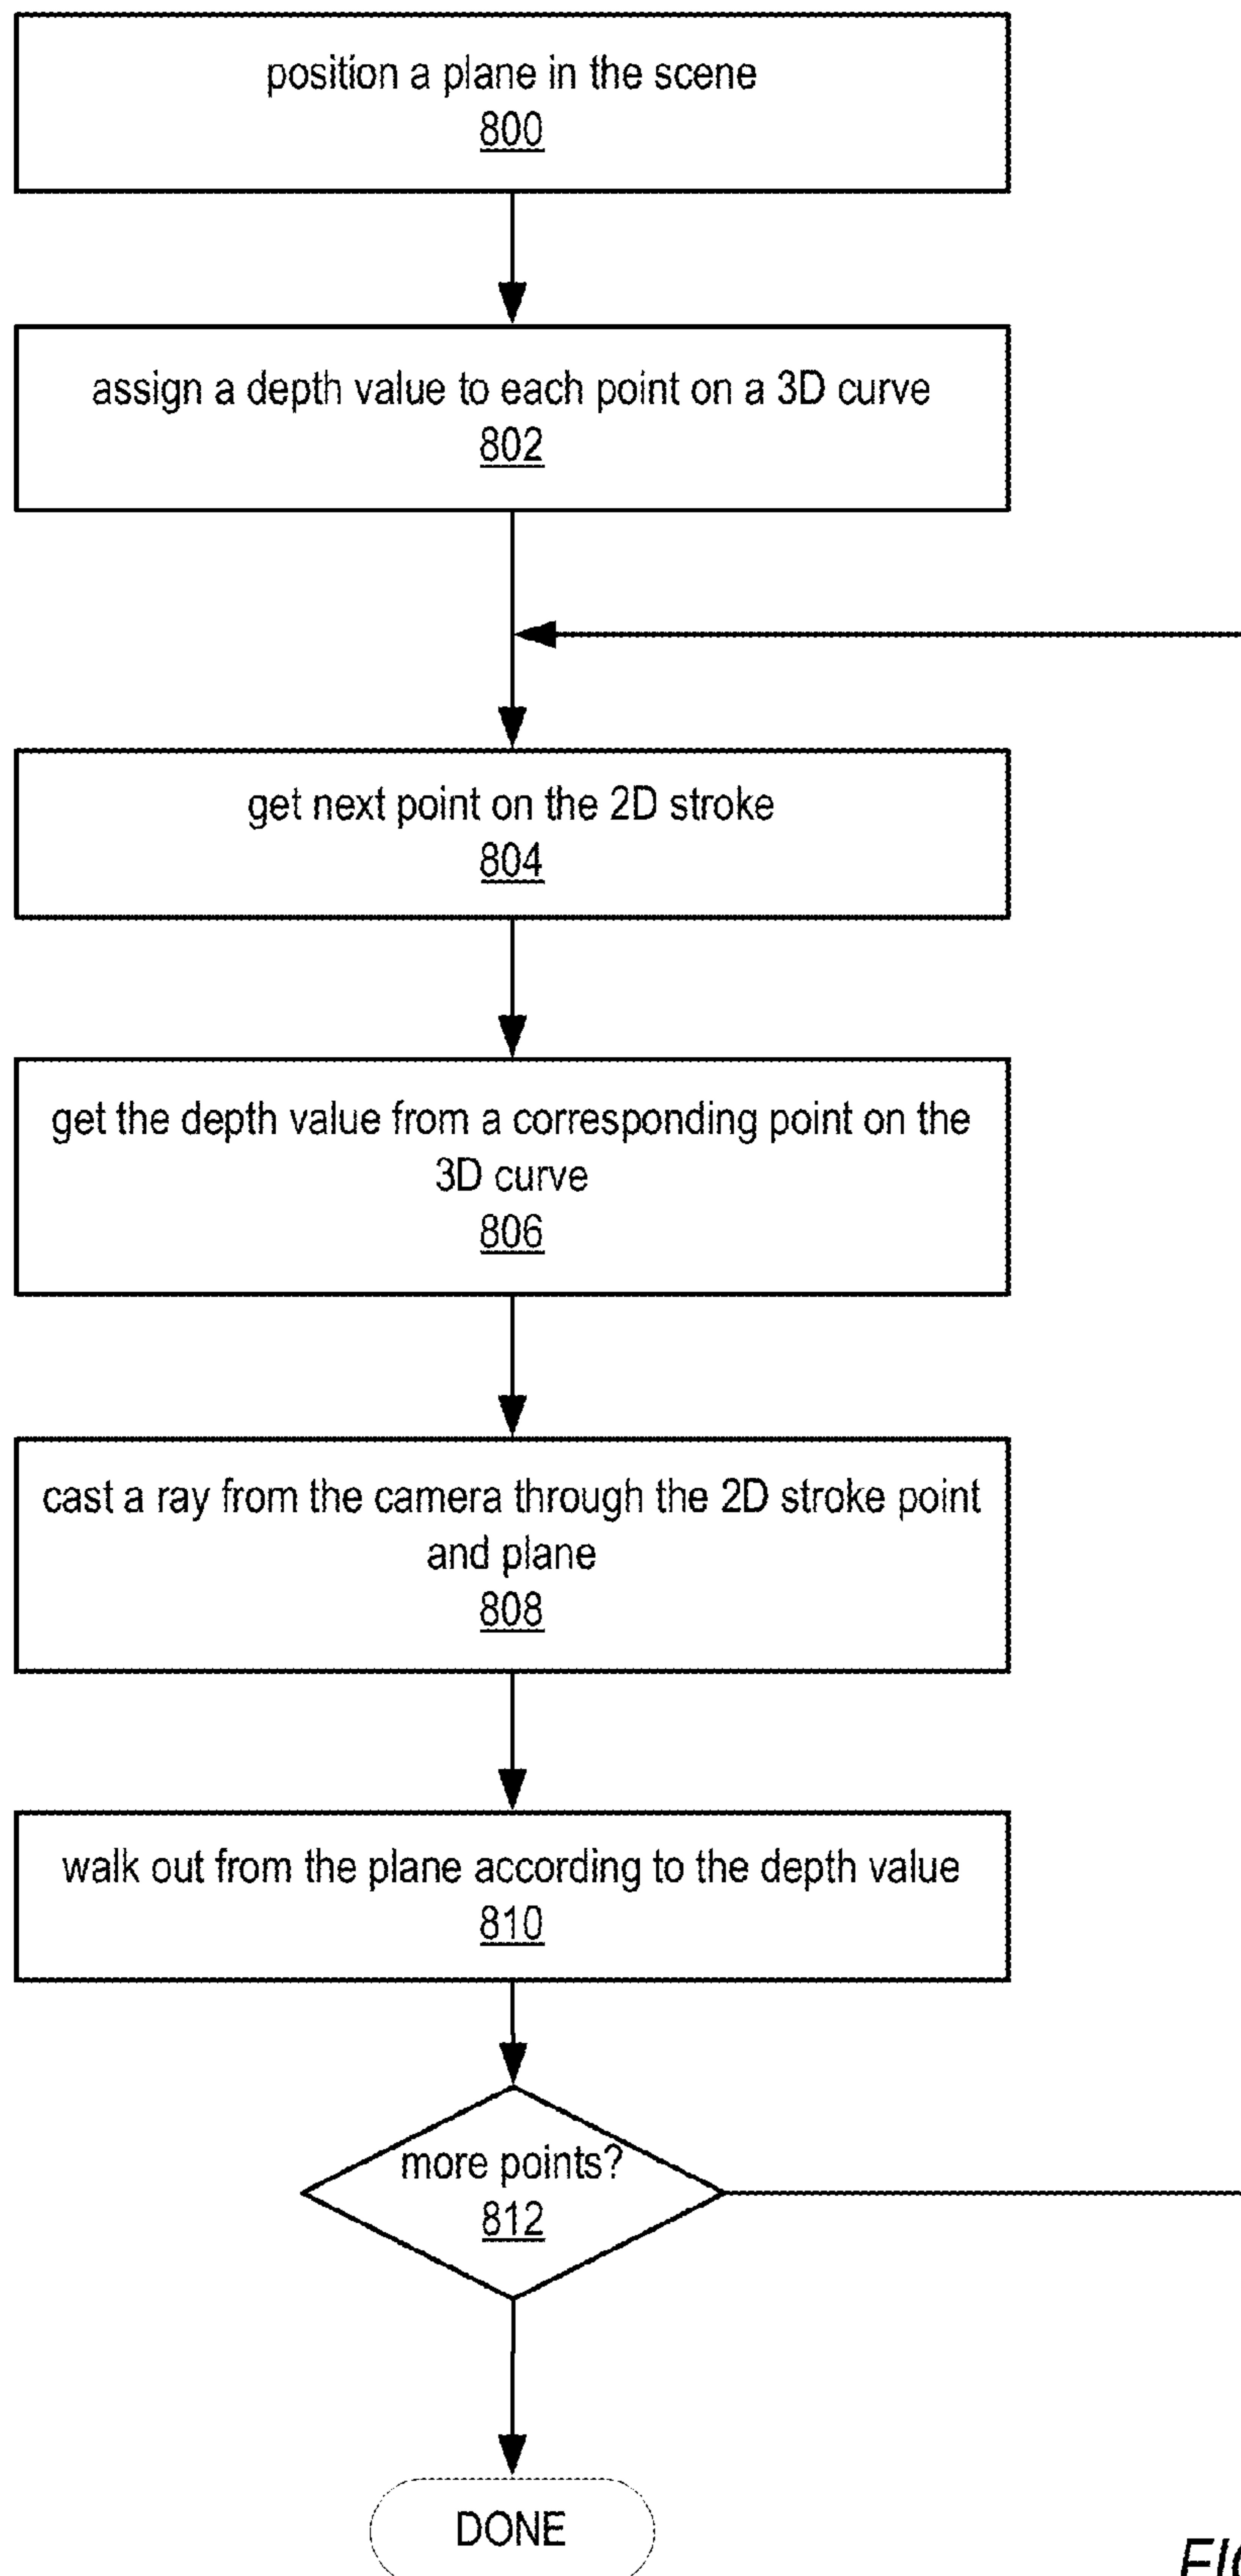 position a plane in the scene
800
assign a depth value to each point on a 3D curve
802
get next point on the 2D stroke
804
get the depth value from a corresponding point on the
3D curve
806
cast a ray from the camera through the 2D stroke point
and plane
808
walk out from the plane according to the depth value
810
more points?
812
DONE